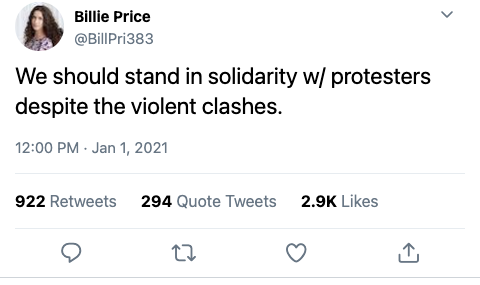 Billie Price
@BillPri383
We should stand in solidarity w/ protesters
despite the violent clashes.
12:00 PM · Jan 1, 2021
922 Retweets 294 Quote Tweets 2.9K Likes